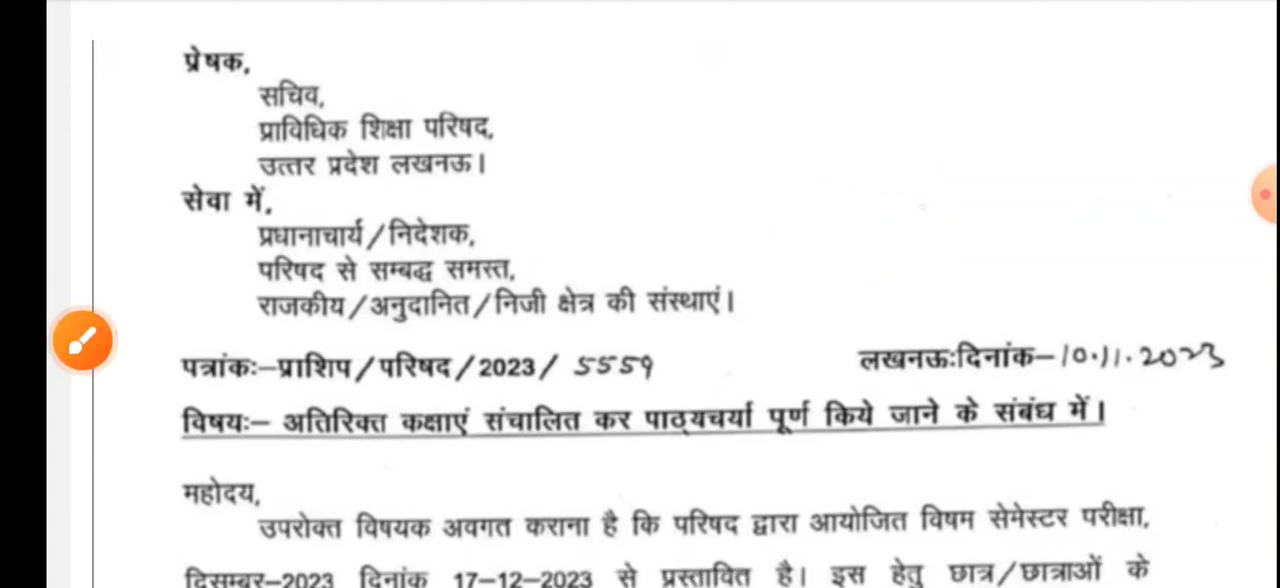 प्रेषक,
सचिव,
प्राविधिक शिक्षा परिषद,
उत्तर प्रदेश लखनऊ।
सेवा में,
प्रधानाचार्य/निदेशक,
परिषद से सम्बद्ध समस्त,
राजकीय/अनुदानित/निजी क्षेत्र की संस्थाएं।
पत्रांकः–प्राशिप/परिषद/2023/ 5559 लखनऊःदिनांक–10.11.2023
विषयः– अतिरिक्त कक्षाएं संचालित कर पाठ्यचर्या पूर्ण किये जाने के संबंध में।
महोदय,
उपरोक्त विषयक अवगत कराना है कि परिषद द्वारा आयोजित विषम सेमेस्टर परीक्षा,
दिसम्बर–2023 दिनांक 17–12–2023 से प्रस्तावित है। इस हेतु छात्र/छात्राओं के